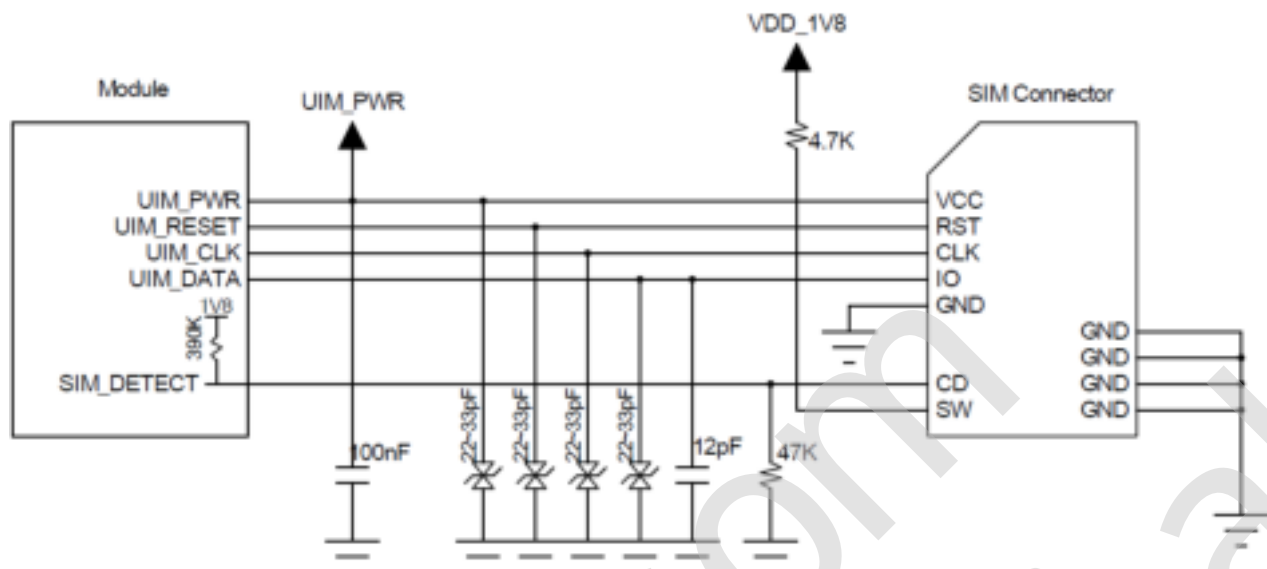 VDD_1V8
Module
UIM_PWR
SIM Connector
4.7K
UIM_PWR
UIM_RESET
UIM_CLK
UIM_DATA
1V8
390K
SIM_DETECT
VCC
RST
CLK
IO
GND
CD
SW
GND
GND
GND
GND
100nF
22~33pF
22~33pF
22~33pF
22~33pF
12pF
47K